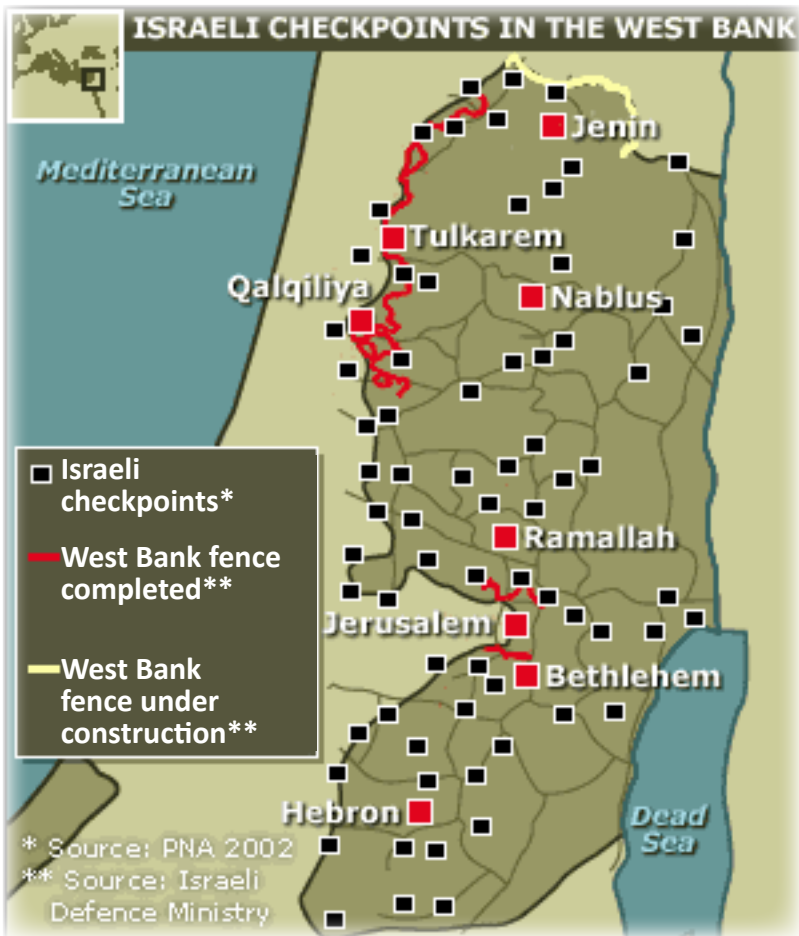 ISRAELI CHECKPOINTS IN THE WEST BANK
Mediterranean
Sea
Jenin
Tulkarem
Qalqiliya
Nablus
Israeli
checkpoints*
West Bank fence
completed**
West Bank
fence under
construction**
Ramallah
Jerusalem
Bethlehem
Hebron
Dead
Sea
* Source: PNA 2002
** Source: Israeli
Defence Ministry